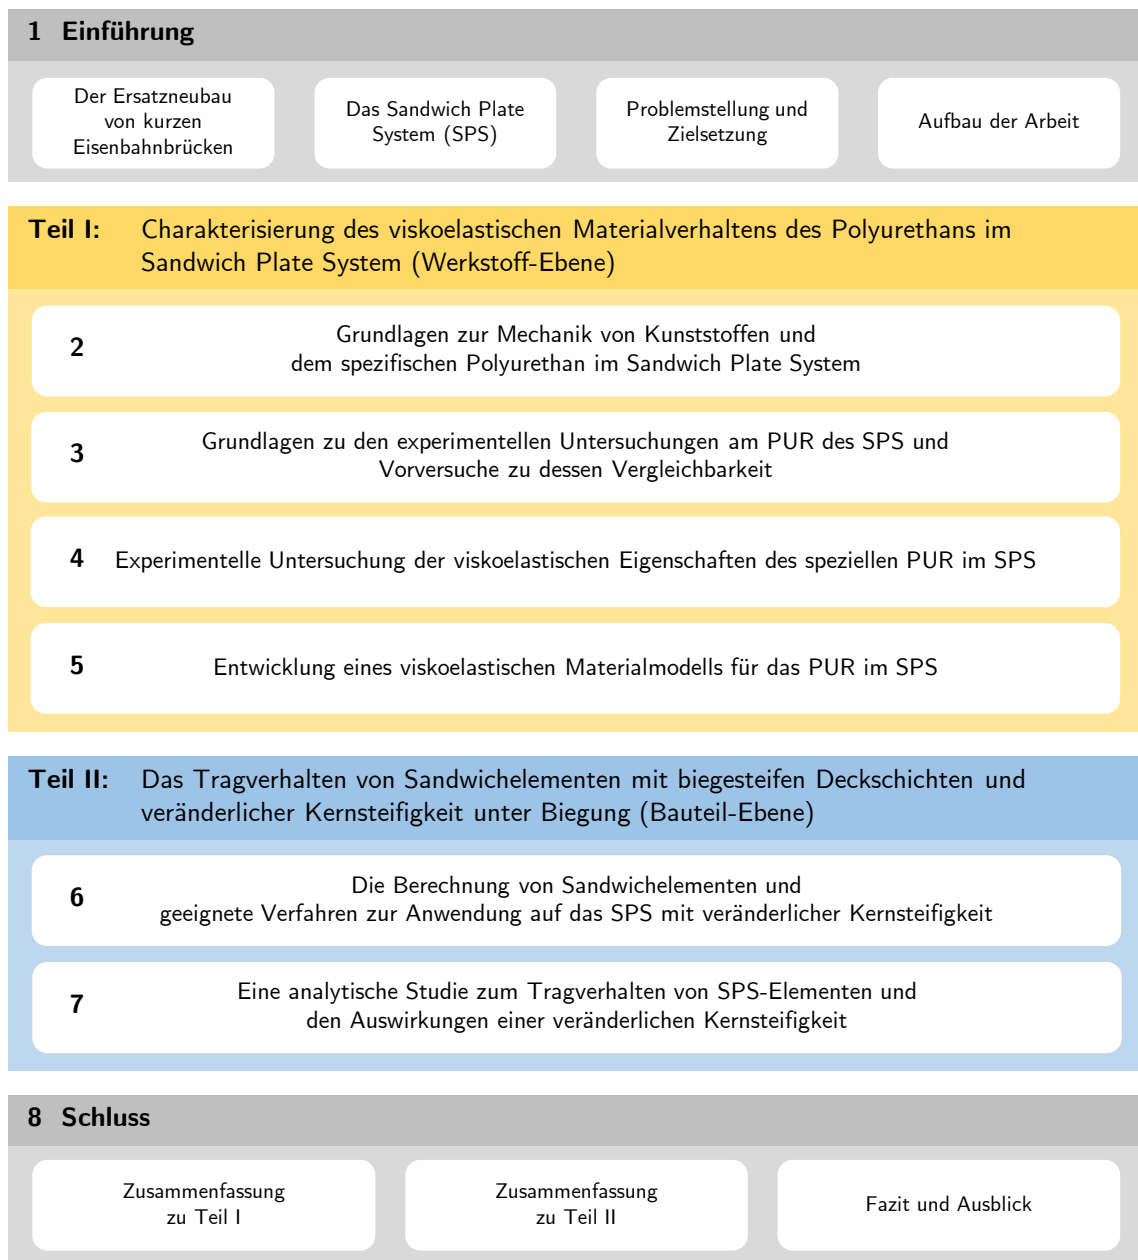 1 Einführung
Der Ersatzneubau
von kurzen
Eisenbahnbrücken
Das Sandwich Plate
System (SPS)
Problemstellung und
Zielsetzung
Aufbau der Arbeit
Teil I: Charakterisierung des viskoelastischen Materialverhaltens des Polyurethans im
Sandwich Plate System (Werkstoff-Ebene)
2
Grundlagen zur Mechanik von Kunststoffen und
dem spezifischen Polyurethan im Sandwich Plate System
3
Grundlagen zu den experimentellen Untersuchungen am PUR des SPS und
Vorversuche zu dessen Vergleichbarkeit
4 Experimentelle Untersuchung der viskoelastischen Eigenschaften des speziellen PUR im SPS
5 Entwicklung eines viskoelastischen Materialmodells für das PUR im SPS
Teil II: Das Tragverhalten von Sandwichelementen mit biegesteifen Deckschichten und
veränderlicher Kernsteifigkeit unter Biegung (Bauteil-Ebene)
6
Die Berechnung von Sandwichelementen und
geeignete Verfahren zur Anwendung auf das SPS mit veränderlicher Kernsteifigkeit
7
Eine analytische Studie zum Tragverhalten von SPS-Elementen und
den Auswirkungen einer veränderlichen Kernsteifigkeit
8 Schluss
Zusammenfassung
zu Teil I
Zusammenfassung
zu Teil II
Fazit und Ausblick